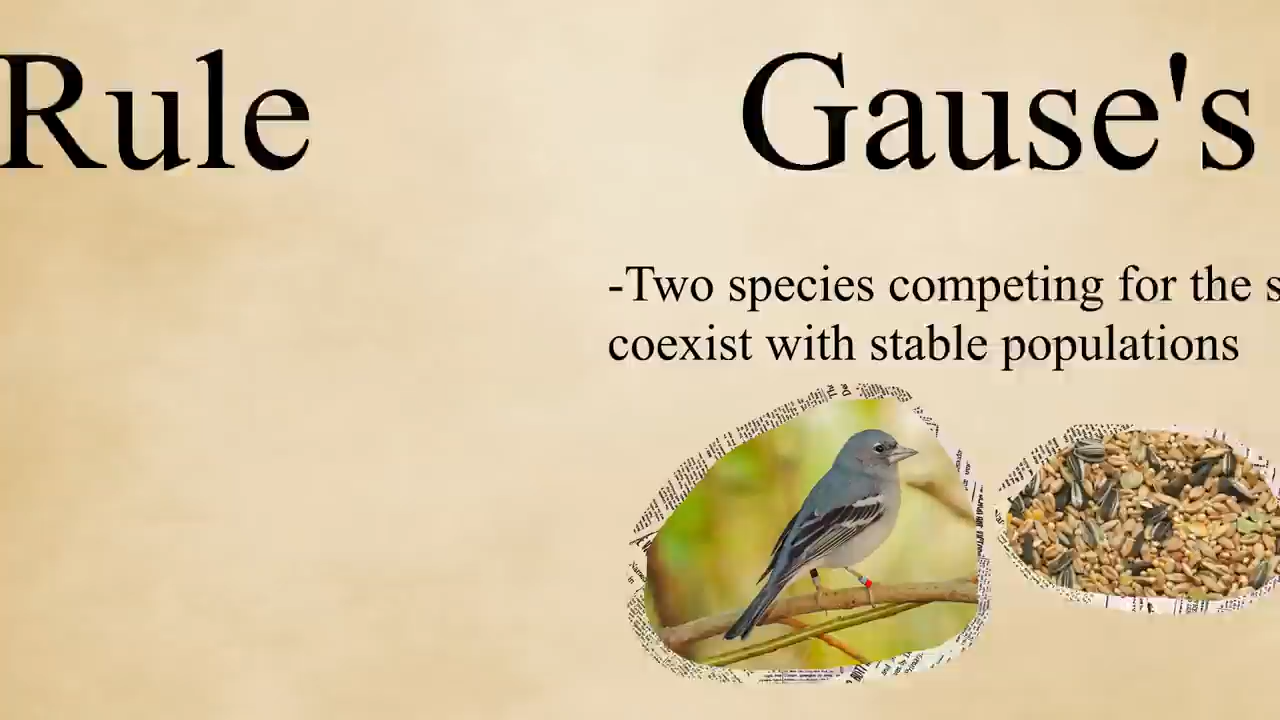 Rule
Gause's
-Two species competing for the
coexist with stable populations